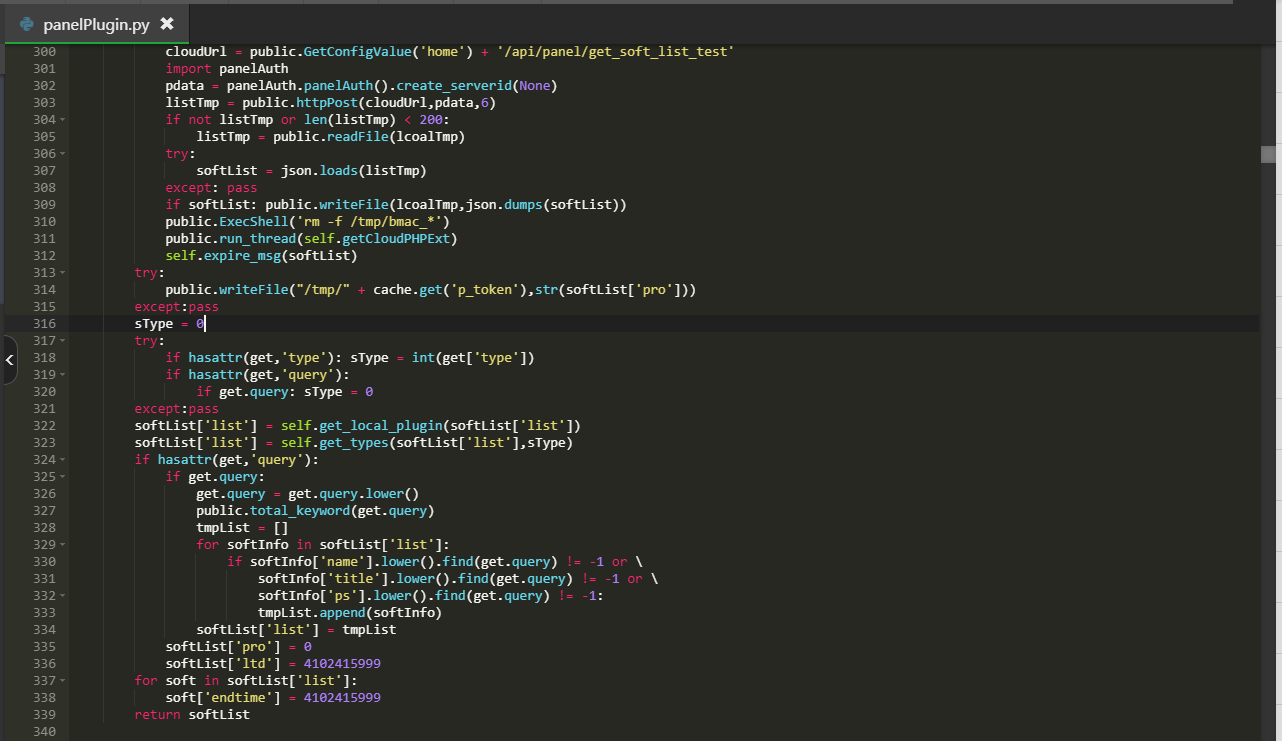 panelPlugin.py ✖
300 cloudUrl = public.GetConfigValue('home') + '/api/panel/get_soft_list_test'
301 import panelAuth
302 pdata = panelAuth.panelAuth().create_serverid(None)
303 listTmp = public.httpPost(cloudUrl,pdata,6)
304 if not listTmp or len(listTmp) < 200:
305 listTmp = public.readFile(lcoalTmp)
306 try:
307 softList = json.loads(listTmp)
308 except: pass
309 if softList: public.writeFile(lcoalTmp,json.dumps(softList))
310 public.ExecShell('rm -f /tmp/bmac_*')
311 public.run_thread(self.getCloudPHPExt)
312 self.expire_msg(softList)
313 try:
314 public.writeFile("/tmp/" + cache.get('p_token'),str(softList['pro']))
315 except:pass
316 sType = 0
317 try:
318 if hasattr(get,'type'): sType = int(get['type'])
319 if hasattr(get,'query'):
320 if get.query: sType = 0
321 except:pass
322 softList['list'] = self.get_local_plugin(softList['list'])
323 softList['list'] = self.get_types(softList['list'],sType)
324 if hasattr(get,'query'):
325 if get.query:
326 get.query = get.query.lower()
327 public.total_keyword(get.query)
328 tmpList = []
329 for softInfo in softList['list']:
330 if softInfo['name'].lower().find(get.query) != -1 or \
331 softInfo['title'].lower().find(get.query) != -1 or \
332 softInfo['ps'].lower().find(get.query) != -1:
333 tmpList.append(softInfo)
334 softList['list'] = tmpList
335 softList['pro'] = 0
336 softList['ltd'] = 4102415999
337 for soft in softList['list']:
338 soft['endtime'] = 4102415999
339 return softList
340